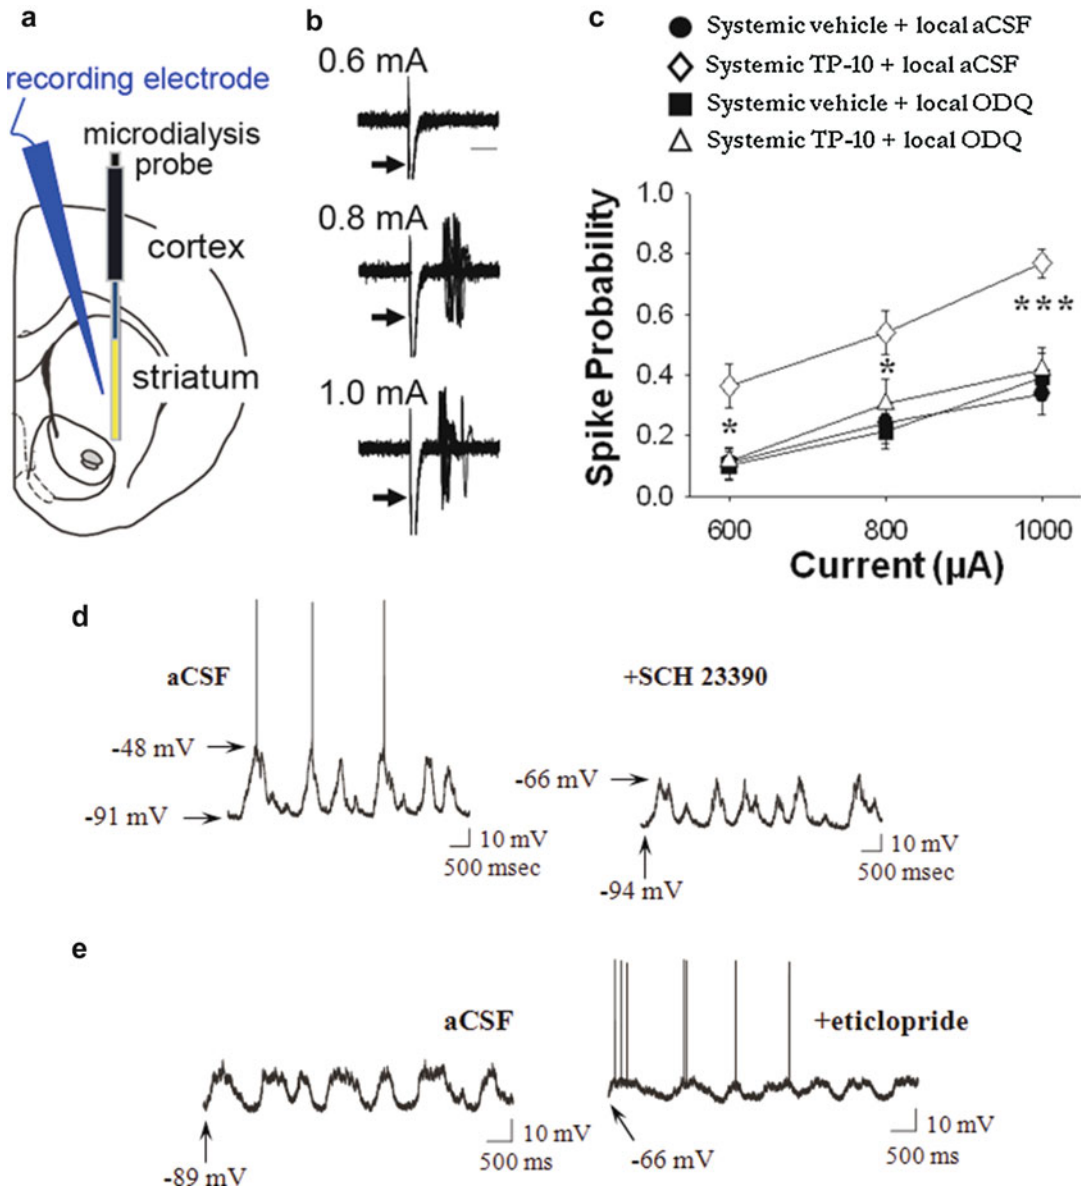 a
recording electrode
microdialysis
probe
cortex
striatum
b
0.6 mA
0.8 mA
1.0 mA
c
Systemic vehicle + local aCSF
Systemic TP-10 + local aCSF
Systemic vehicle + local ODQ
Systemic TP-10 + local ODQ
Spike Probability
1.0
0.8
0.6
0.4
0.2
0.0
*
*
***
600
800
1000
Current (µA)
d
aCSF
-48 mV
-91 mV
10 mV
500 msec
+SCH 23390
-66 mV
-94 mV
10 mV
500 msec
e
aCSF
-89 mV
10 mV
500 ms
+eticlopride
-66 mV
10 mV
500 ms